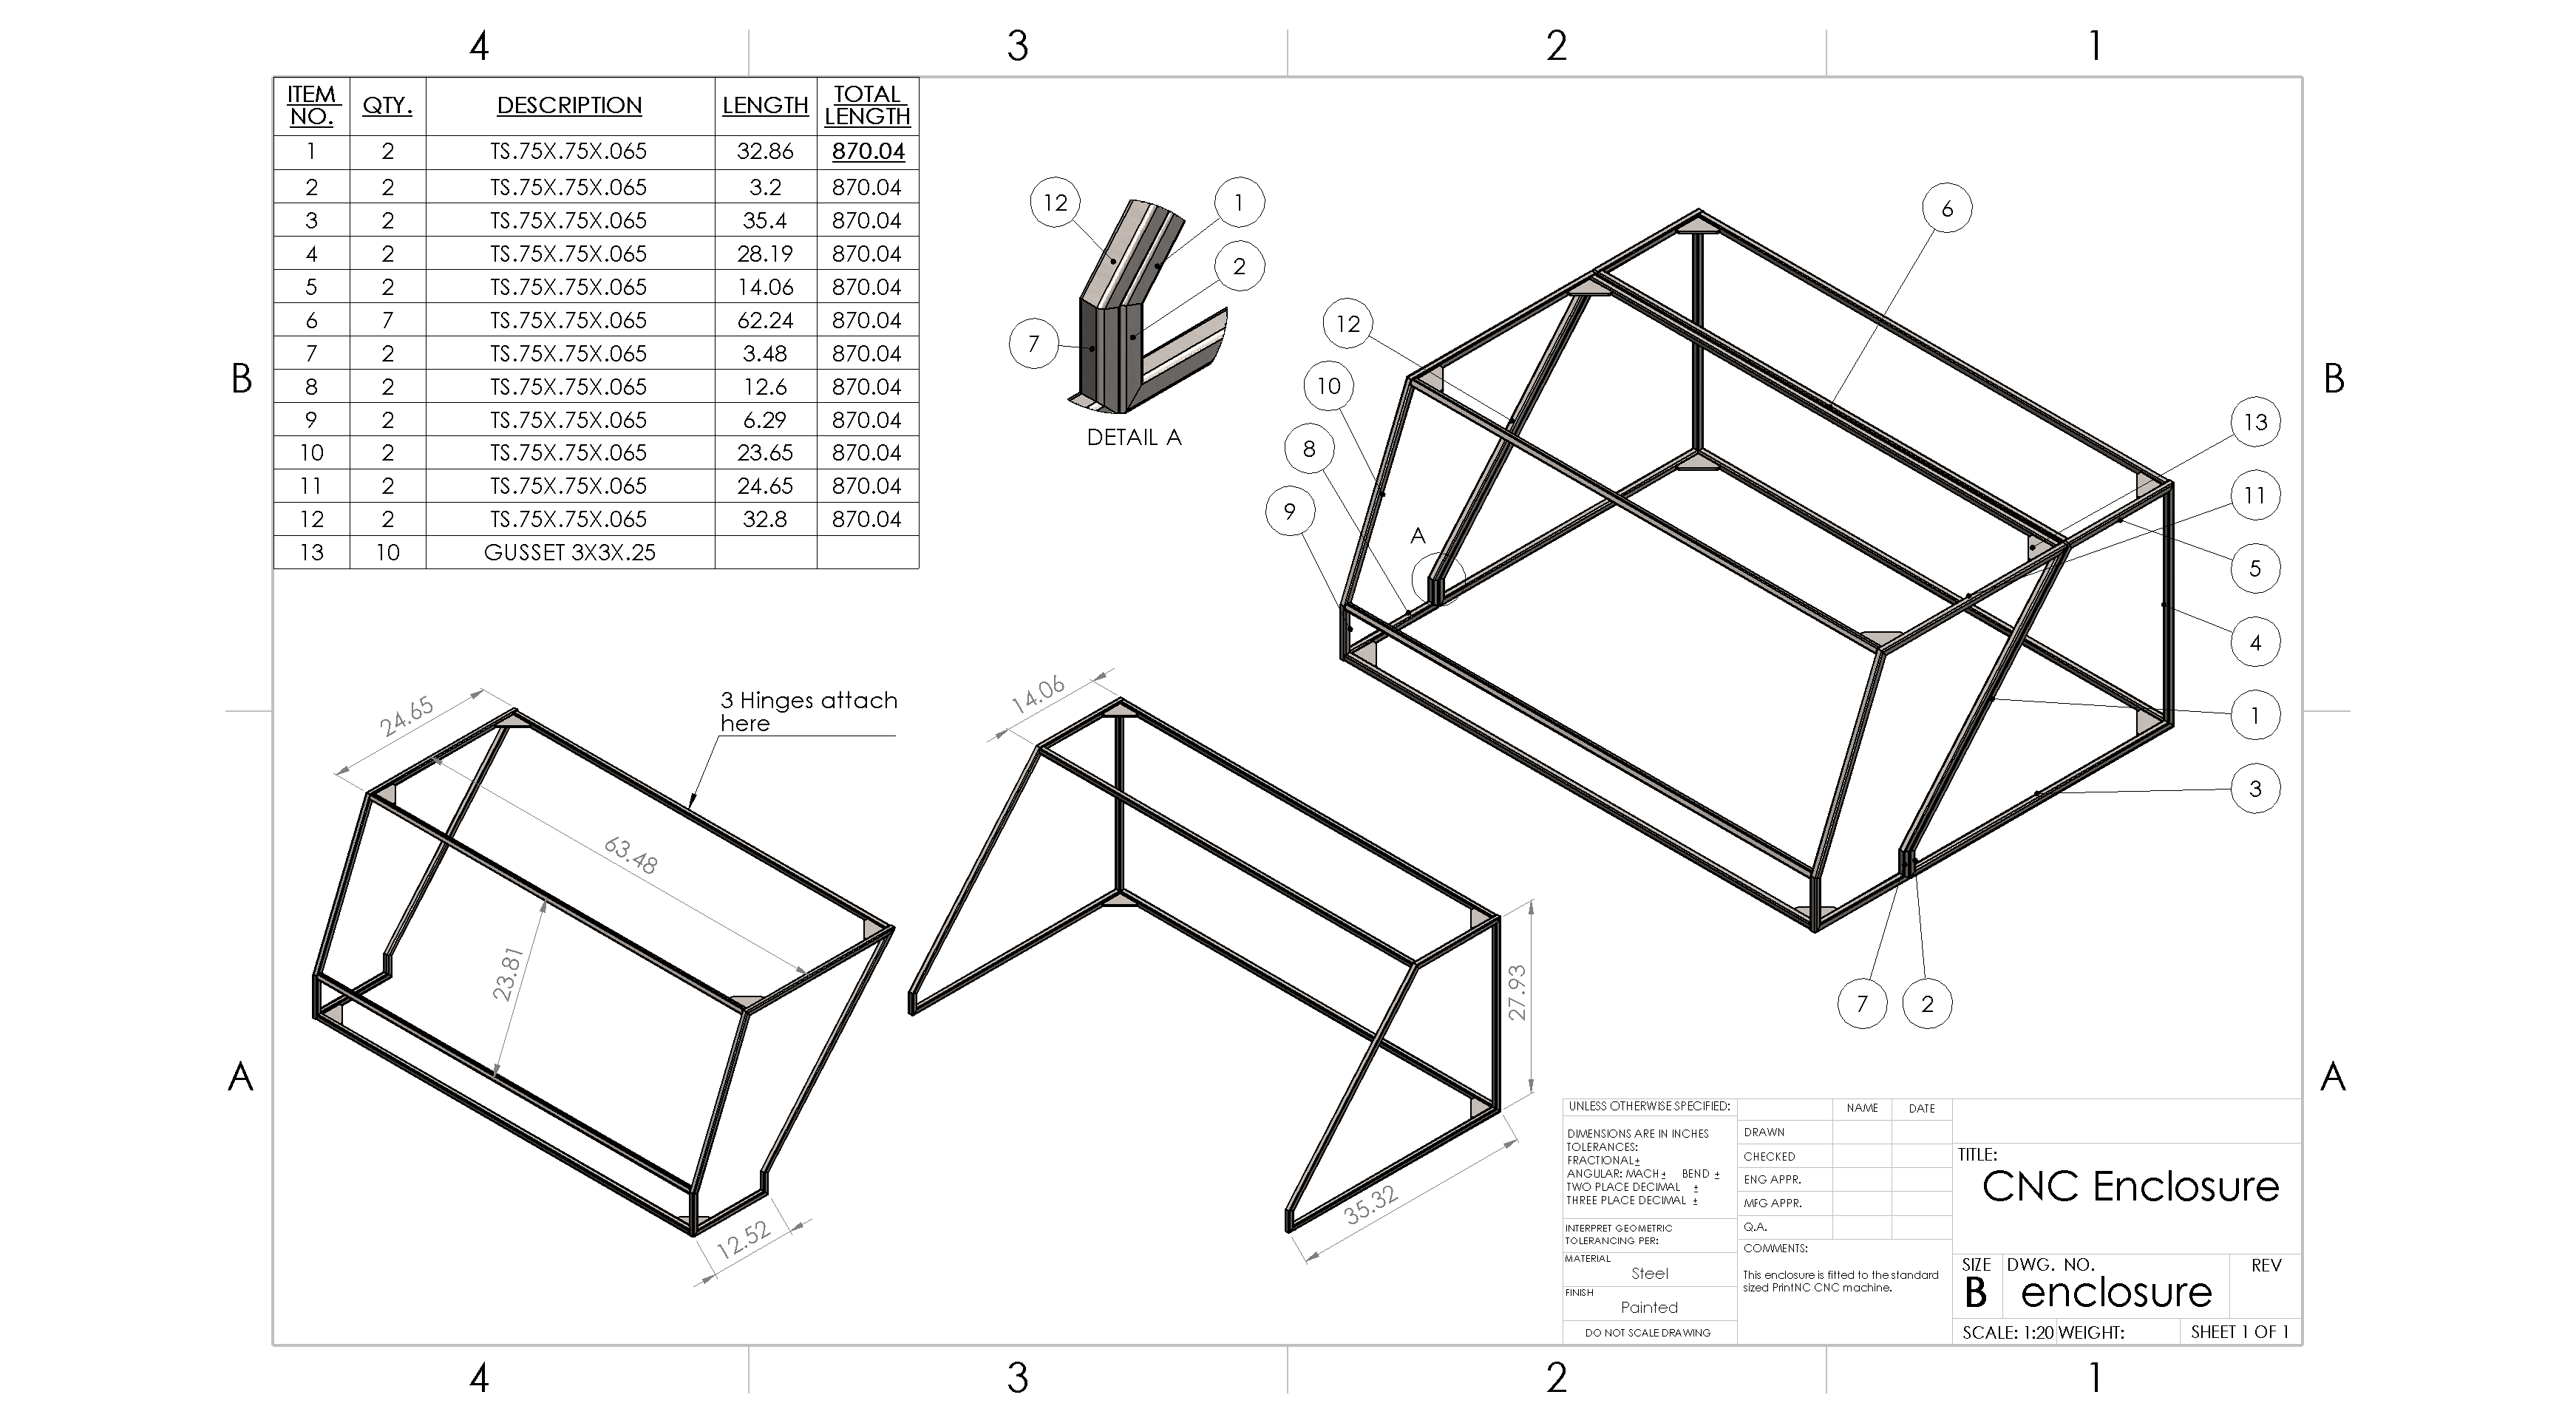 4 3 2 1
ITEM NO. QTY. DESCRIPTION LENGTH TOTAL LENGTH
1 2 TS.75X.75X.065 32.86 870.04
2 2 TS.75X.75X.065 3.2 870.04
3 2 TS.75X.75X.065 35.4 870.04
4 2 TS.75X.75X.065 28.19 870.04
5 2 TS.75X.75X.065 14.06 870.04
6 7 TS.75X.75X.065 62.24 870.04
7 2 TS.75X.75X.065 3.48 870.04
8 2 TS.75X.75X.065 12.6 870.04
9 2 TS.75X.75X.065 6.29 870.04
10 2 TS.75X.75X.065 23.65 870.04
11 2 TS.75X.75X.065 24.65 870.04
12 2 TS.75X.75X.065 32.8 870.04
13 10 GUSSET 3X3X.25
B
12
1
2
7
DETAIL A
6
12
10
8
9
A
13
11
5
4
1
3
7
2
B
24.65
3 Hinges attach
here
63.48
23.81
12.52
14.06
27.93
35.32
A
A
UNLESS OTHERWISE SPECIFIED:
DIMENSIONS ARE IN INCHES
TOLERANCES:
FRACTIONAL±
ANGULAR: MACH± BEND ±
TWO PLACE DECIMAL ±
THREE PLACE DECIMAL ±
INTERPRET GEOMETRIC
TOLERANCING PER:
MATERIAL
Steel
FINISH
Painted
DO NOT SCALE DRAWING
NAME DATE
DRAWN
CHECKED
ENG APPR.
MFG APPR.
Q.A.
COMMENTS:
This enclosure is fitted to the standard
sized PrintNC CNC machine.
TITLE:
CNC Enclosure
SIZE DWG. NO. REV
B enclosure
SCALE: 1:20 WEIGHT: SHEET 1 OF 1
4 3 2 1